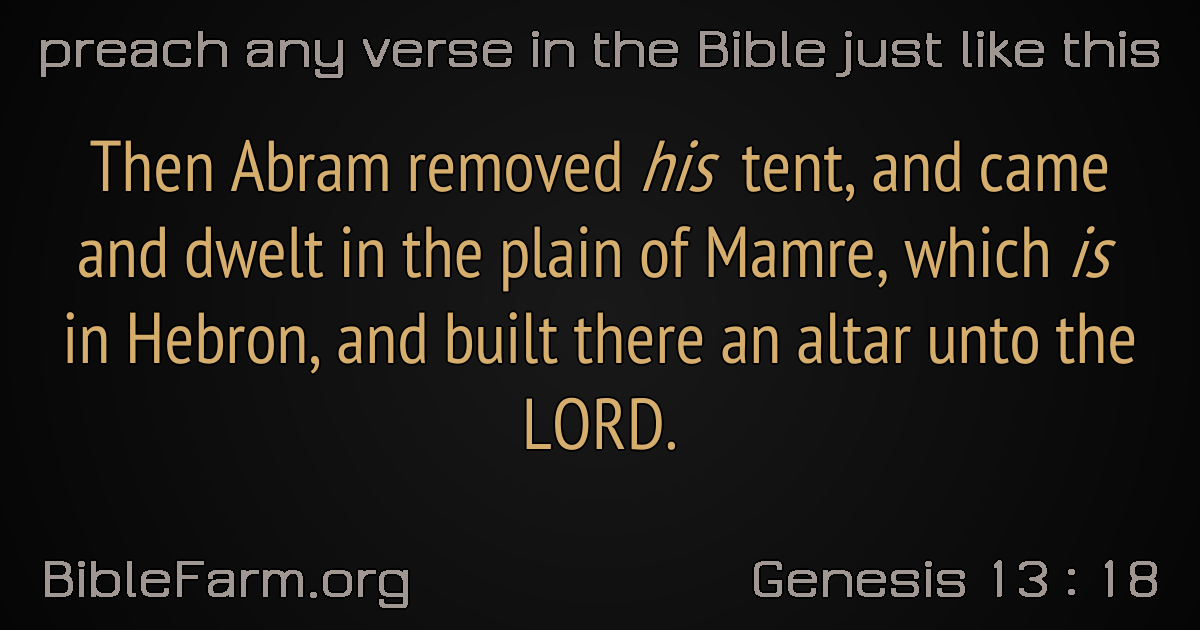 preach any verse in the Bible just like this
Then Abram removed his tent, and came
and dwelt in the plain of Mamre, which is
in Hebron, and built there an altar unto the
LORD.
BibleFarm.org
Genesis 13 : 18